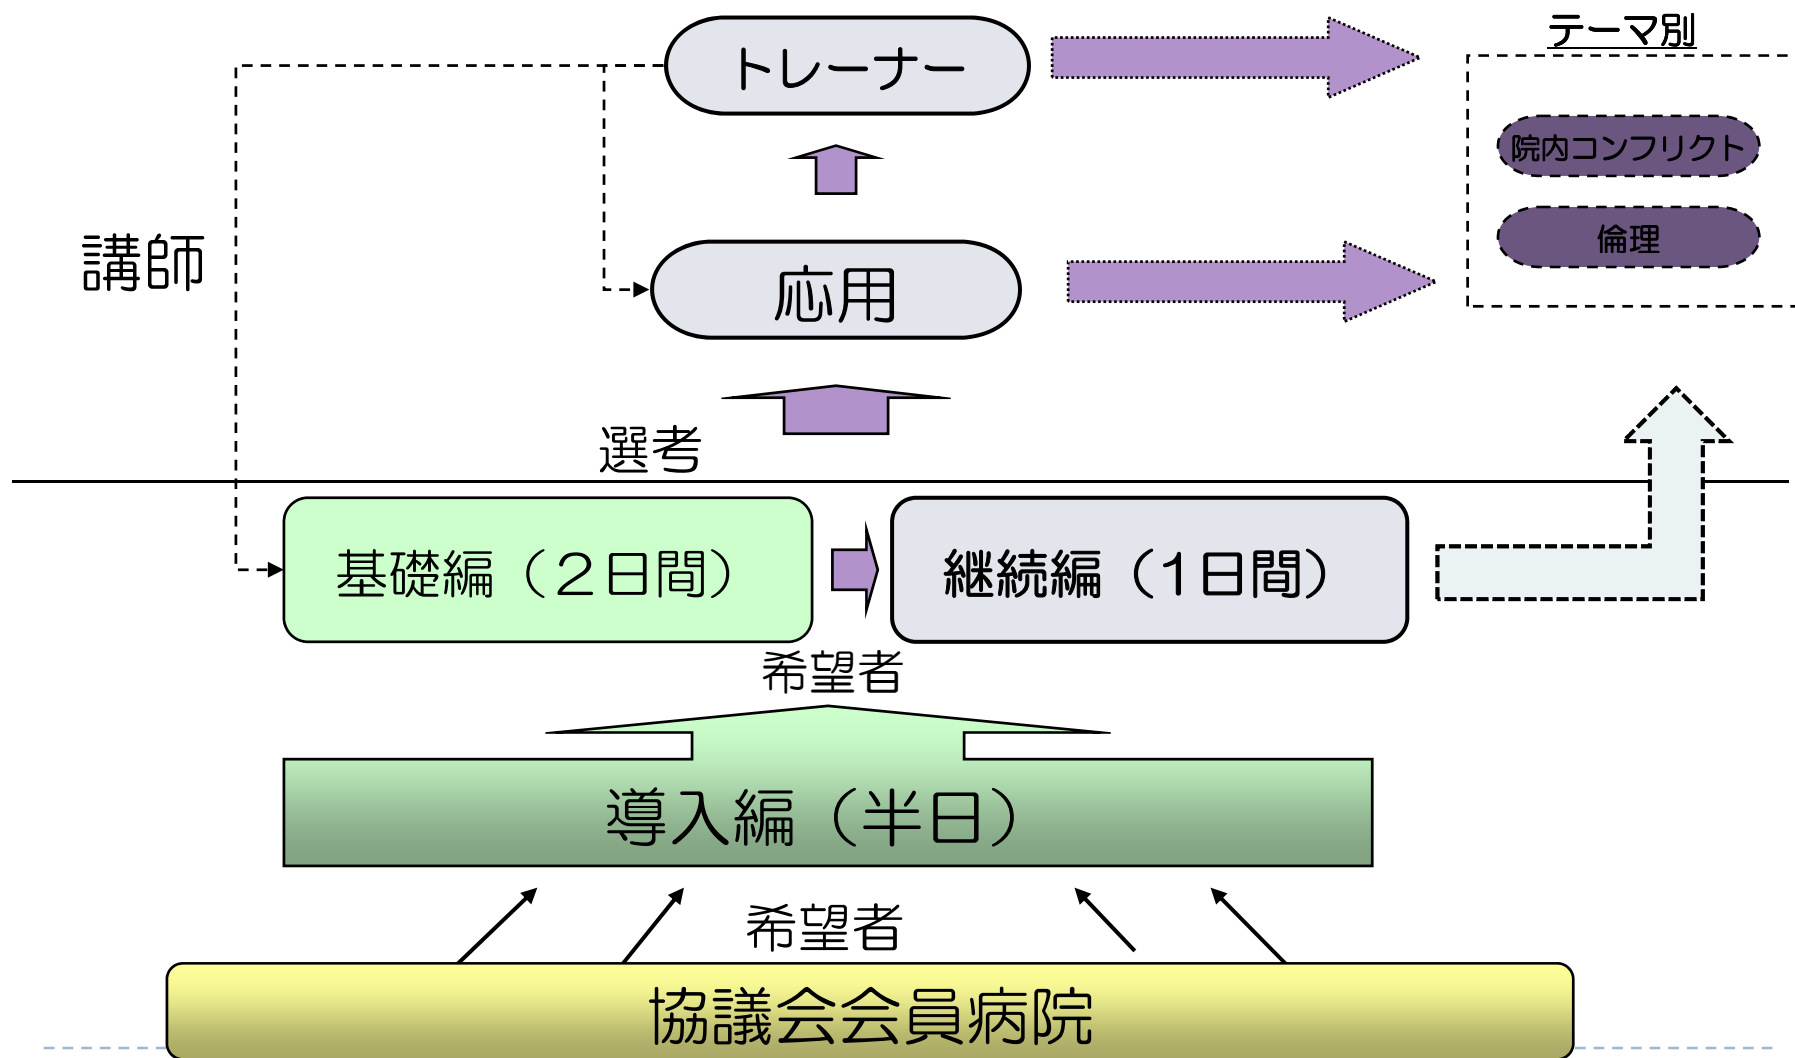 トレーナー
テーマ別
院内コンフリクト
倫理
講師
応用
選考
基礎編（２日間）
継続編（１日間）
希望者
導入編（半日）
希望者
協議会会員病院